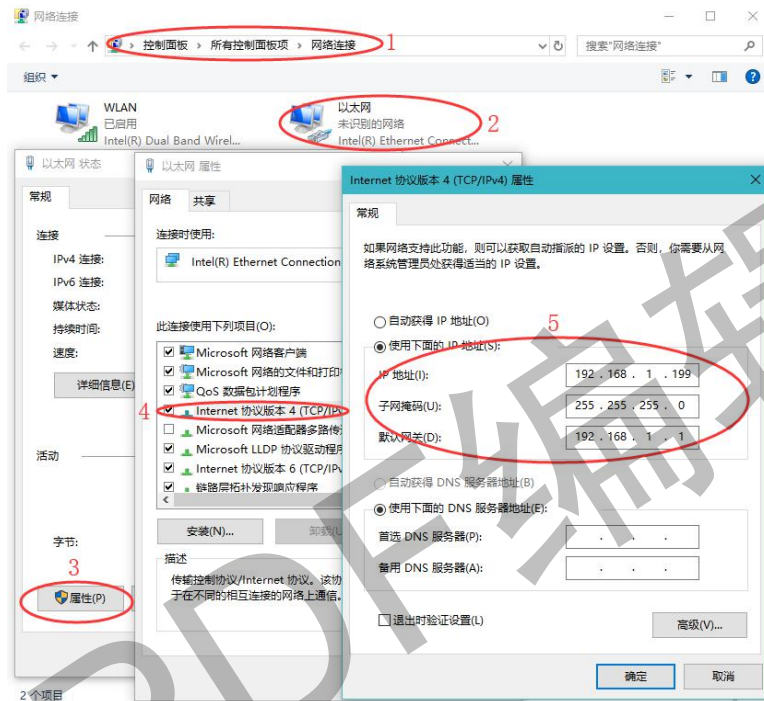 网络连接
控制面板 › 所有控制面板项 › 网络连接 1
搜索"网络连接"
组织
WLAN
已启用
Intel(R) Dual Band Wirel...
以太网
未识别的网络
Intel(R) Ethernet Connect...
2
以太网 状态
常规
连接
IPv4 连接:
IPv6 连接:
媒体状态:
持续时间:
速度:
详细信息(E)
活动
字节:
3
属性(P)
2 个项目
以太网 属性
网络 共享
连接时使用:
Intel(R) Ethernet Connection
此连接使用下列项目(O):
Microsoft 网络客户端
Microsoft 网络的文件和打印
QoS 数据包计划程序
4 Internet 协议版本 4 (TCP/IPv
Microsoft 网络适配器多路传
Microsoft LLDP 协议驱动程序
Internet 协议版本 6 (TCP/IPv
链路层拓扑发现响应程序
安装(N)... 卸载(U
描述
传输控制协议/Internet 协议。该协
于在不同的相互连接的网络上通信。
Internet 协议版本 4 (TCP/IPv4) 属性
常规
如果网络支持此功能，则可以获取自动指派的 IP 设置。否则，你需要从网
络系统管理员处获得适当的 IP 设置。
自动获得 IP 地址(O)
5
使用下面的 IP 地址(S):
IP 地址(I): 192 . 168 . 1 . 199
子网掩码(U): 255 . 255 . 255 . 0
默认网关(D): 192 . 168 . 1 . 1
自动获得 DNS 服务器地址(B)
使用下面的 DNS 服务器地址(E):
首选 DNS 服务器(P): . . .
备用 DNS 服务器(A): . . .
退出时验证设置(L)
高级(V)...
确定 取消
PDF编辑